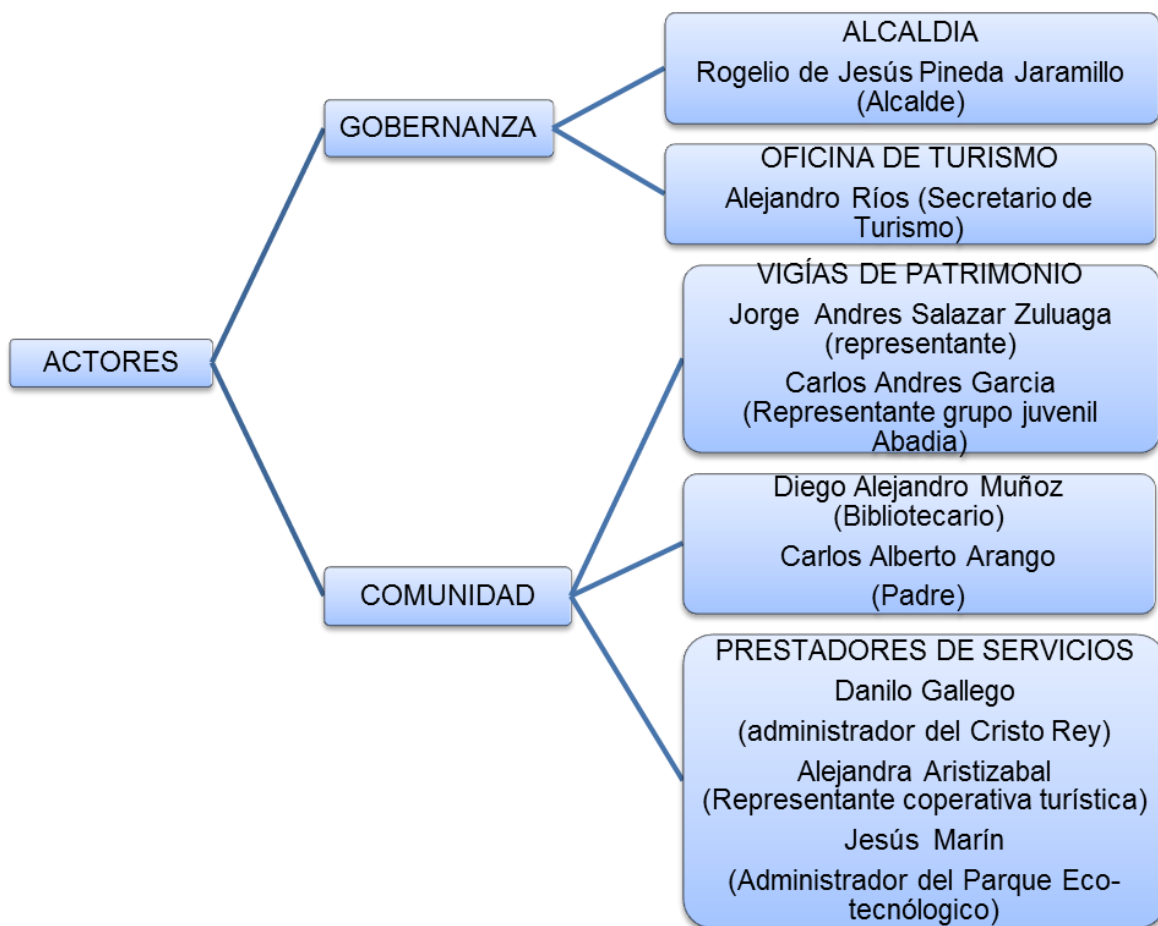 ACTORES
GOBERNANZA
ALCALDIA
Rogelio de Jesús Pineda Jaramillo
(Alcalde)
OFICINA DE TURISMO
Alejandro Ríos (Secretario de
Turismo)
COMUNIDAD
VIGÍAS DE PATRIMONIO
Jorge Andres Salazar Zuluaga
(representante)
Carlos Andres Garcia
(Representante grupo juvenil
Abadia)
Diego Alejandro Muñoz
(Bibliotecario)
Carlos Alberto Arango
(Padre)
PRESTADORES DE SERVICIOS
Danilo Gallego
(administrador del Cristo Rey)
Alejandra Aristizabal
(Representante coperativa turística)
Jesús Marín
(Administrador del Parque Eco-
tecnólogico)